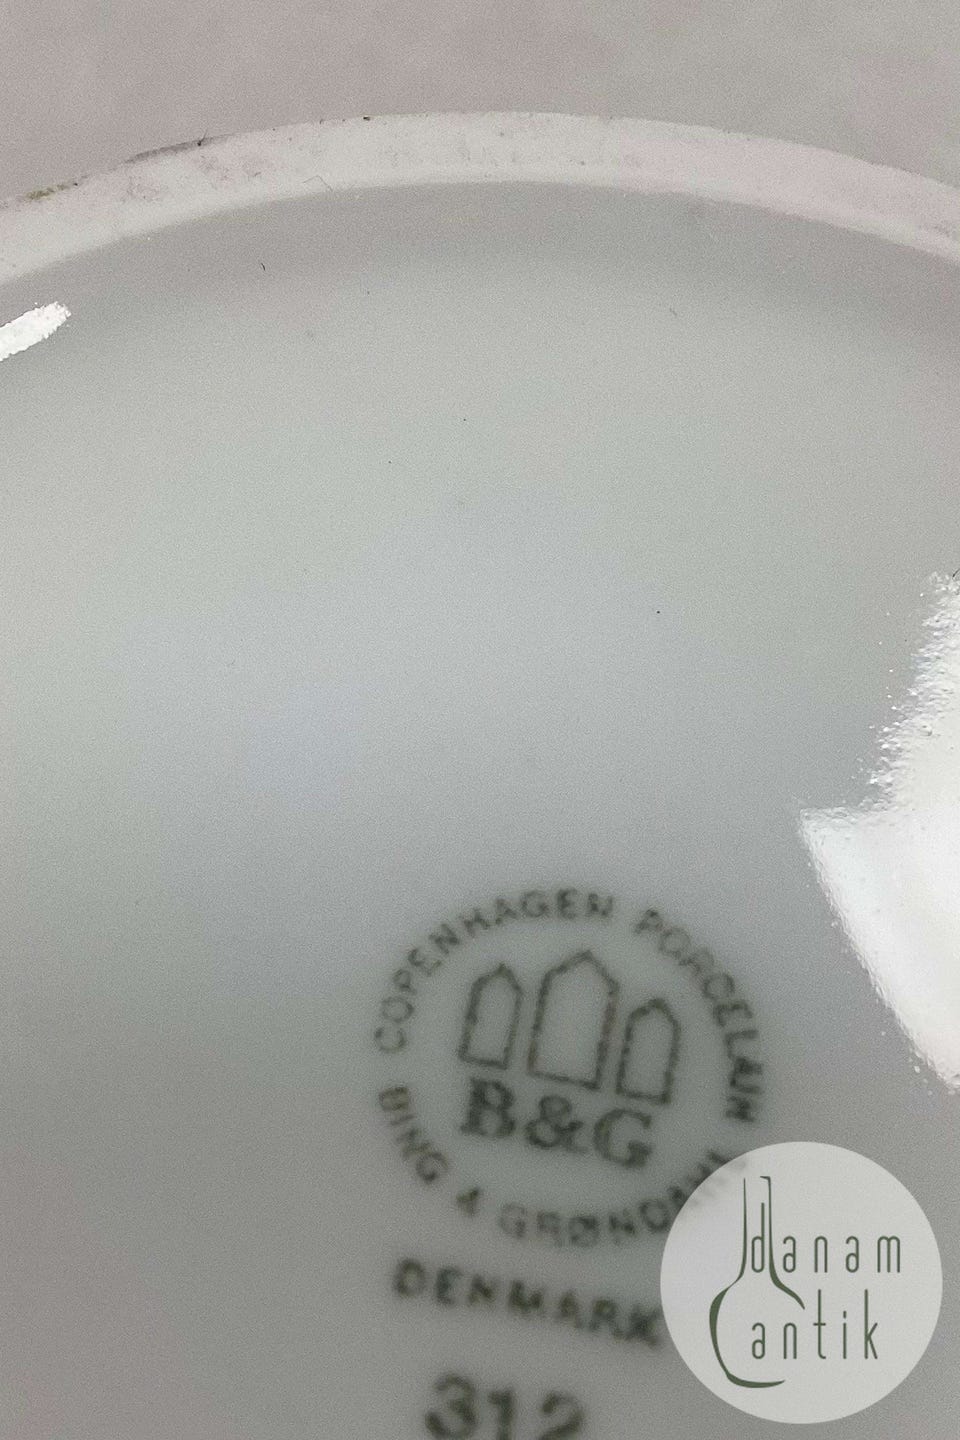 COPENHAGEN PORCELAIN
B&G
BING & GRØNDAHL
DENMARK
312
danam
antik